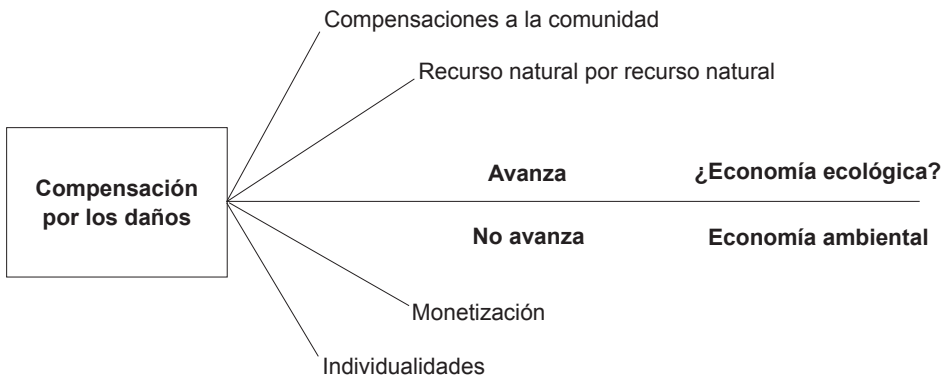 Compensaciones a la comunidad
Recurso natural por recurso natural
Compensación
por los daños
Avanza
¿Economía ecológica?
No avanza
Economía ambiental
Monetización
Individualidades